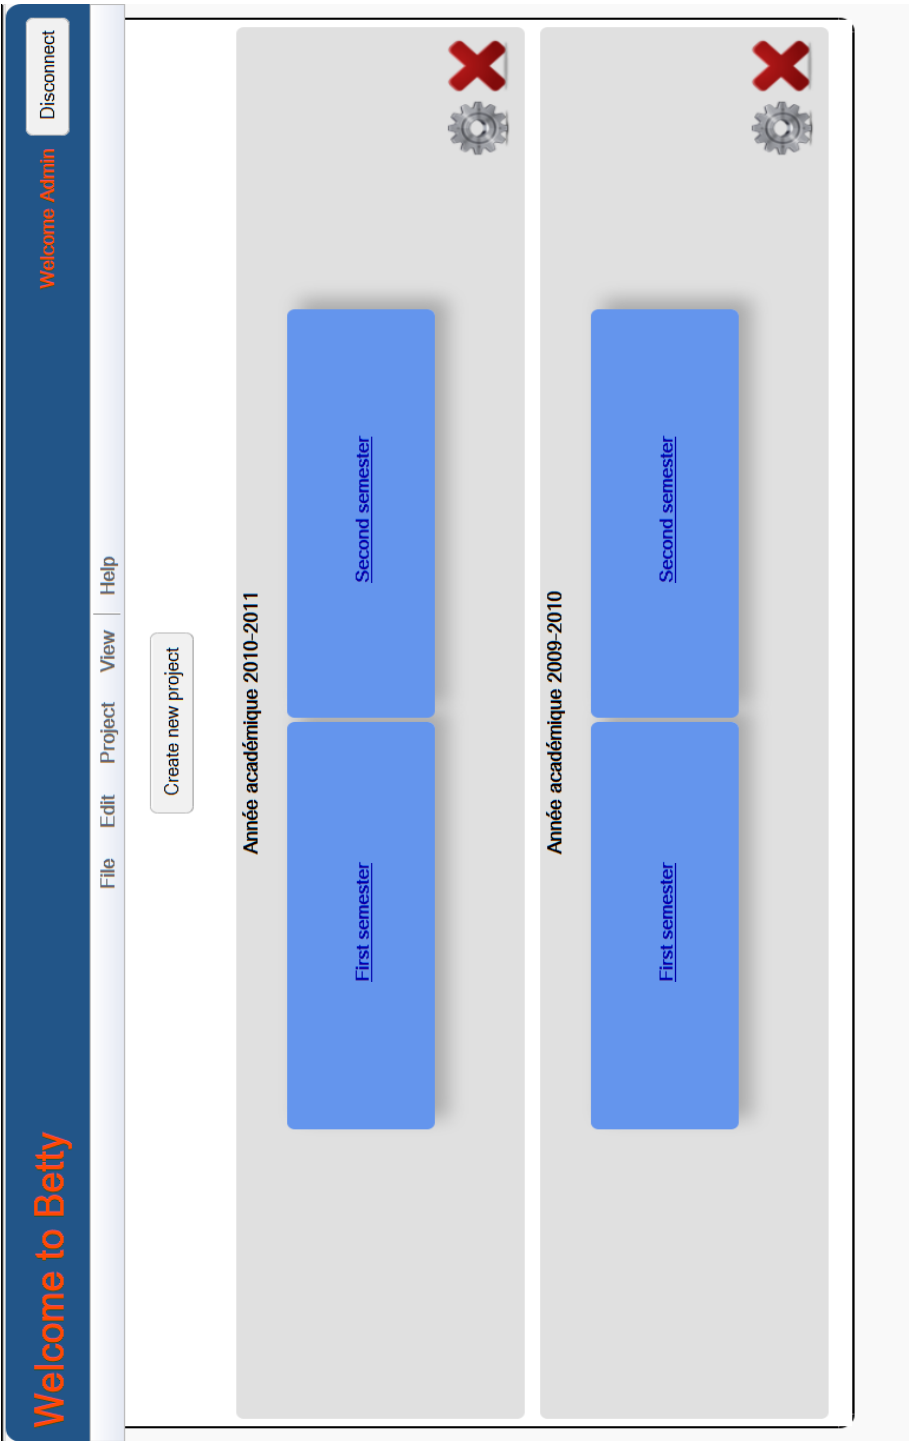 Welcome to Betty
Welcome Admin
Disconnect
File Edit Project View Help
Create new project
Année académique 2010-2011
First semester
Second semester
Année académique 2009-2010
First semester
Second semester